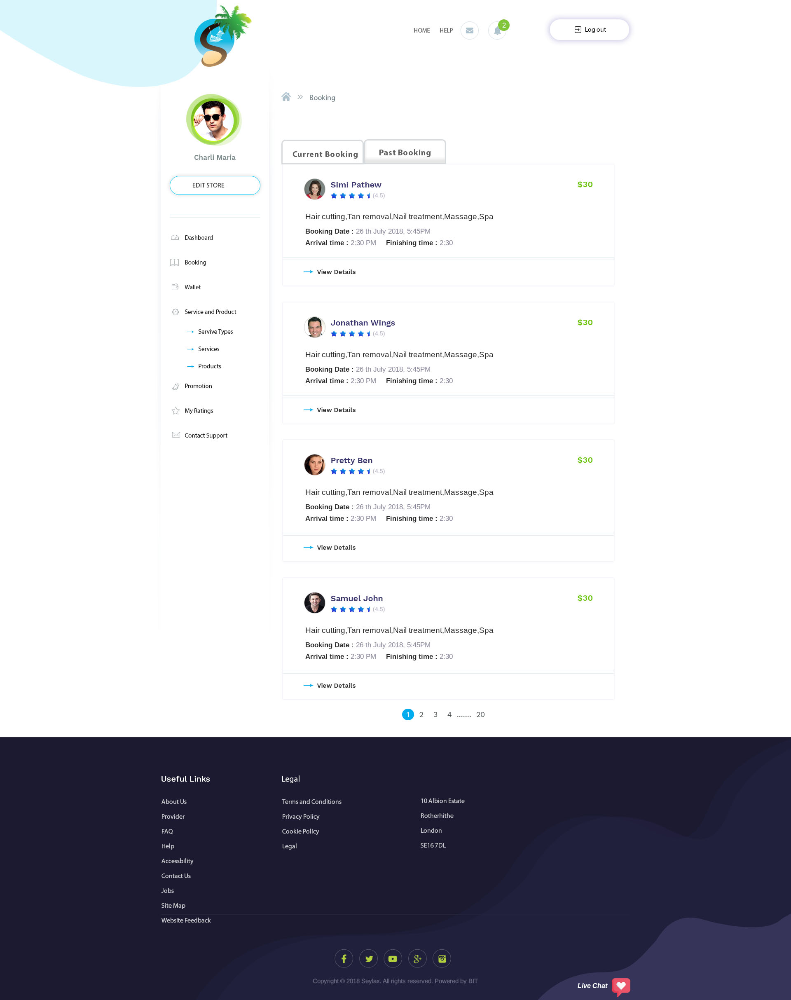 HOME
HELP
2
Log out
Booking
Charli Maria
EDIT STORE
Dashboard
Booking
Wallet
Service and Product
Servive Types
Services
Products
Promotion
My Ratings
Contact Support
Current Booking
Past Booking
Simi Pathew
$30
(4.5)
Hair cutting,Tan removal,Nail treatment,Massage,Spa
Booking Date : 26 th July 2018, 5:45PM
Arrival time : 2:30 PM Finishing time : 2:30
View Details
Jonathan Wings
$30
(4.5)
Hair cutting,Tan removal,Nail treatment,Massage,Spa
Booking Date : 26 th July 2018, 5:45PM
Arrival time : 2:30 PM Finishing time : 2:30
View Details
Pretty Ben
$30
(4.5)
Hair cutting,Tan removal,Nail treatment,Massage,Spa
Booking Date : 26 th July 2018, 5:45PM
Arrival time : 2:30 PM Finishing time : 2:30
View Details
Samuel John
$30
(4.5)
Hair cutting,Tan removal,Nail treatment,Massage,Spa
Booking Date : 26 th July 2018, 5:45PM
Arrival time : 2:30 PM Finishing time : 2:30
View Details
1 2 3 4 ....... 20
Useful Links
About Us
Provider
FAQ
Help
Accessbility
Contact Us
Jobs
Site Map
Website Feedback
Legal
Terms and Conditions
Privacy Policy
Cookie Policy
Legal
10 Albion Estate
Rotherhithe
London
SE16 7DL
Copyright © 2018 Seylax. All rights reserved. Powered by BIT
Live Chat